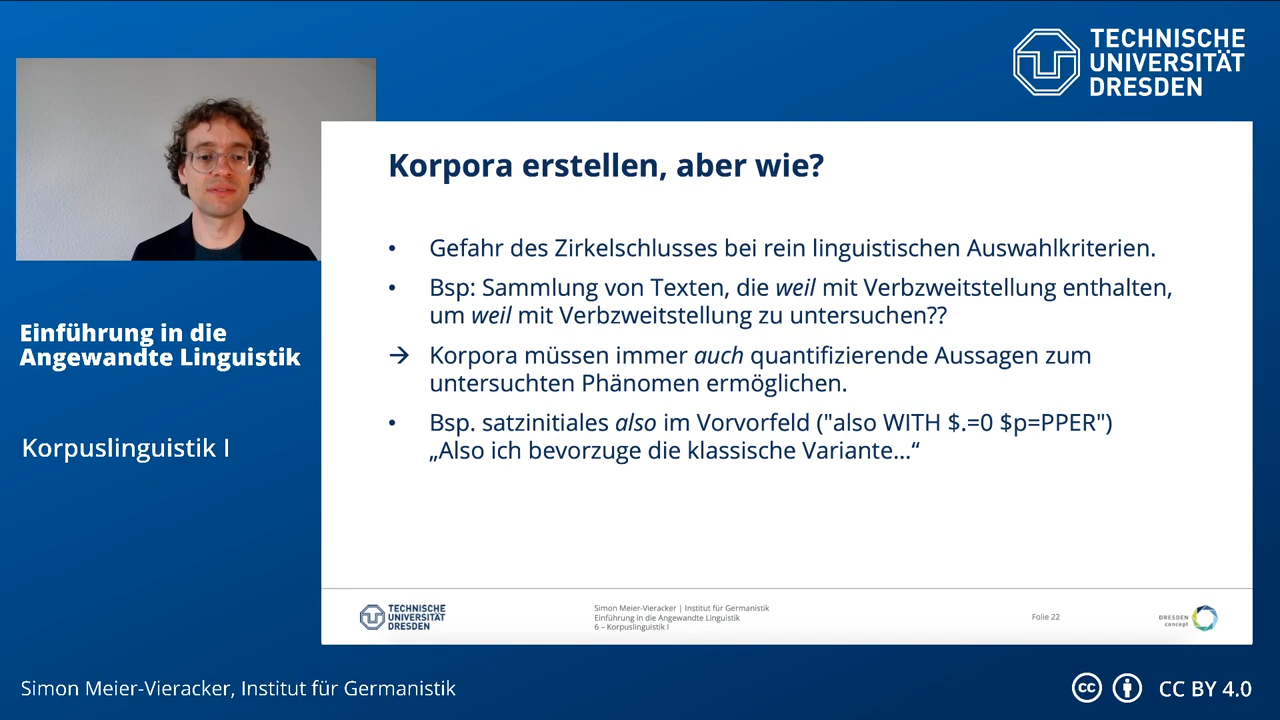 TECHNISCHE
UNIVERSITÄT
DRESDEN
Korpora erstellen, aber wie?
• Gefahr des Zirkelschlusses bei rein linguistischen Auswahlkriterien.
• Bsp: Sammlung von Texten, die weil mit Verbzweitstellung enthalten,
um weil mit Verbzweitstellung zu untersuchen??
→ Korpora müssen immer auch quantifizierende Aussagen zum
untersuchten Phänomen ermöglichen.
• Bsp. satzinitiales also im Vorvorfeld ("also WITH $.=0 $p=PPER")
„Also ich bevorzuge die klassische Variante...“
Einführung in die
Angewandte Linguistik
Korpuslinguistik I
TECHNISCHE
UNIVERSITÄT
DRESDEN
Simon Meier-Vieracker | Institut für Germanistik
Einführung in die Angewandte Linguistik
6 – Korpuslinguistik I
Folie 22
DRESDEN
concept
Simon Meier-Vieracker, Institut für Germanistik
cc CC BY 4.0